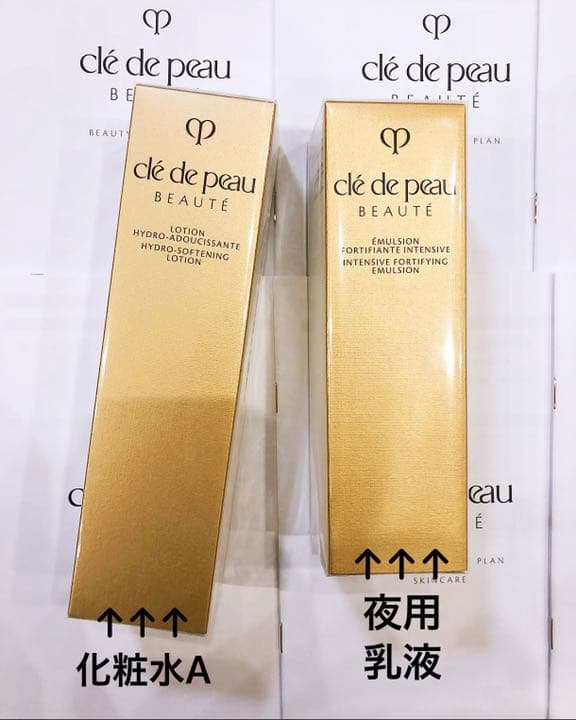 clé de peau
BEAUTY
clé de peau
BEAUTÉ
PLAN
clé de peau
BEAUTÉ
LOTION
HYDRO-ADOUCISSANTE
HYDRO-SOFTENING
LOTION
clé de peau
BEAUTÉ
ÉMULSION
FORTIFIANTE INTENSIVE
INTENSIVE FORTIFYING
EMULSION
PLAN
SKINCARE
↑↑↑
化粧水A
↑↑↑
夜用
乳液